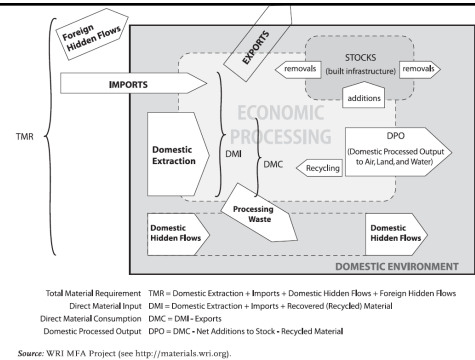 Foreign
Hidden Flows
EXPORTS
STOCKS
(built infrastructure)
removals
removals
additions
IMPORTS
ECONOMIC
PROCESSING
TMR
Domestic
Extraction
DMI
DMC
DPO
(Domestic Processed Output
to Air, Land, and Water)
Recycling
Processing
Waste
Domestic
Hidden Flows
Domestic
Hidden Flows
DOMESTIC ENVIRONMENT
Total Material Requirement TMR = Domestic Extraction + Imports + Domestic Hidden Flows + Foreign Hidden Flows
Direct Material Input DMI = Domestic Extraction + Imports + Recovered (Recycled) Material
Direct Material Consumption DMC = DMI - Exports
Domestic Processed Output DPO = DMC - Net Additions to Stock - Recycled Material
Source: WRI MFA Project (see http://materials.wri.org).